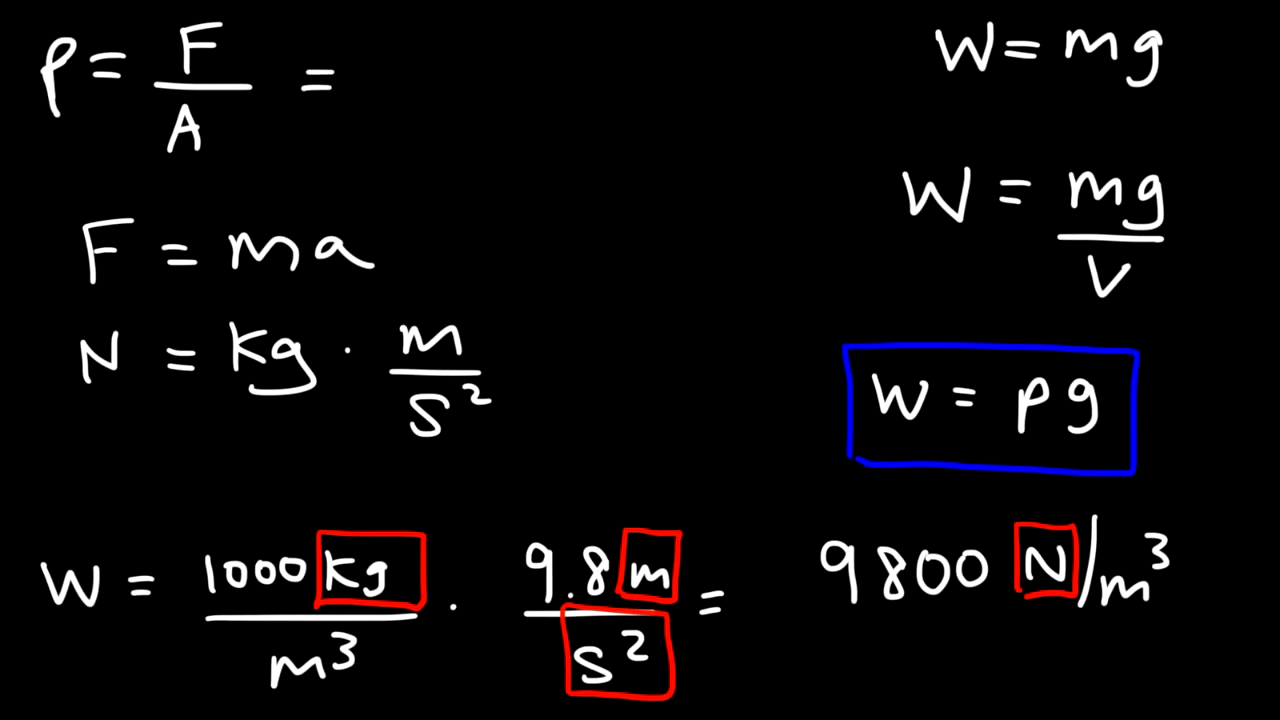 P = F/A =
W = mg
W = mg/V
F = ma
N = kg · m/s²
W = ρg
W = 1000 kg/m³ · 9.8 m/s² = 9800 N/m³